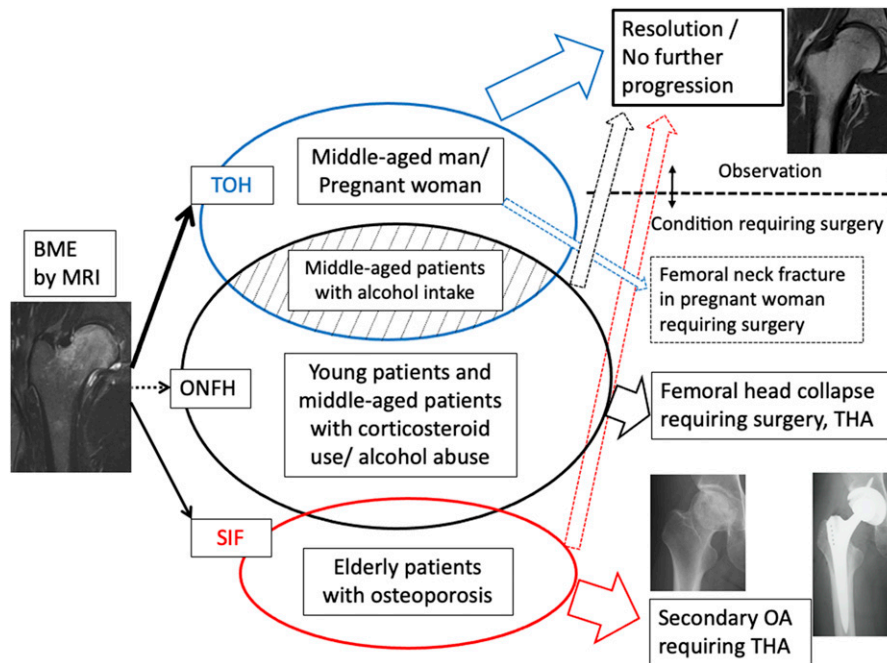 Resolution /
No further
progression
Middle-aged man/
Pregnant woman
TOH
Observation
Condition requiring surgery
BME
by MRI
Middle-aged patients
with alcohol intake
Femoral neck fracture
in pregnant woman
requiring surgery
ONFH
Young patients and
middle-aged patients
with corticosteroid
use/ alcohol abuse
Femoral head collapse
requiring surgery, THA
SIF
Elderly patients
with osteoporosis
Secondary OA
requiring THA